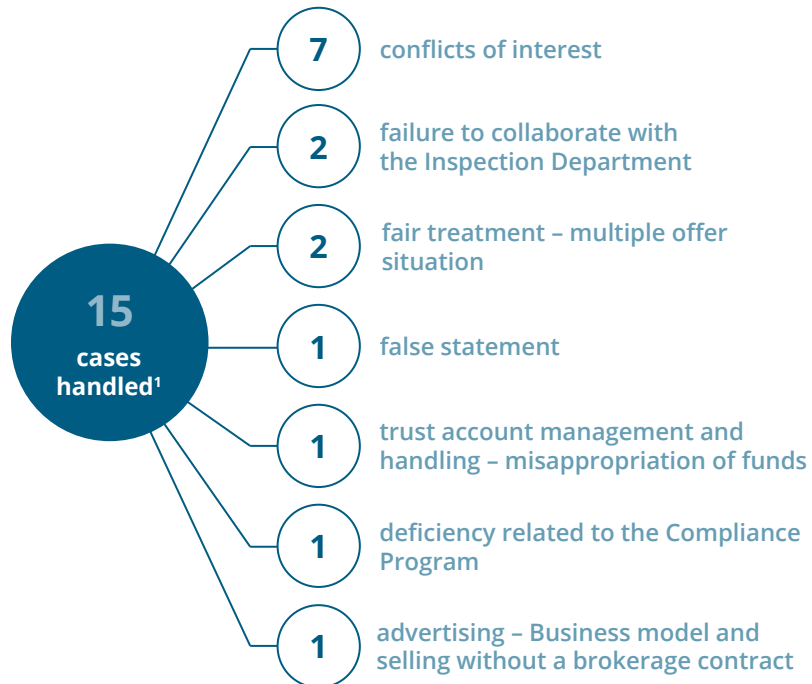 7
conflicts of interest
2
failure to collaborate with
the Inspection Department
2
fair treatment – multiple offer
situation
15
cases
handled¹
1
false statement
1
trust account management and
handling – misappropriation of funds
1
deficiency related to the Compliance
Program
1
advertising – Business model and
selling without a brokerage contract